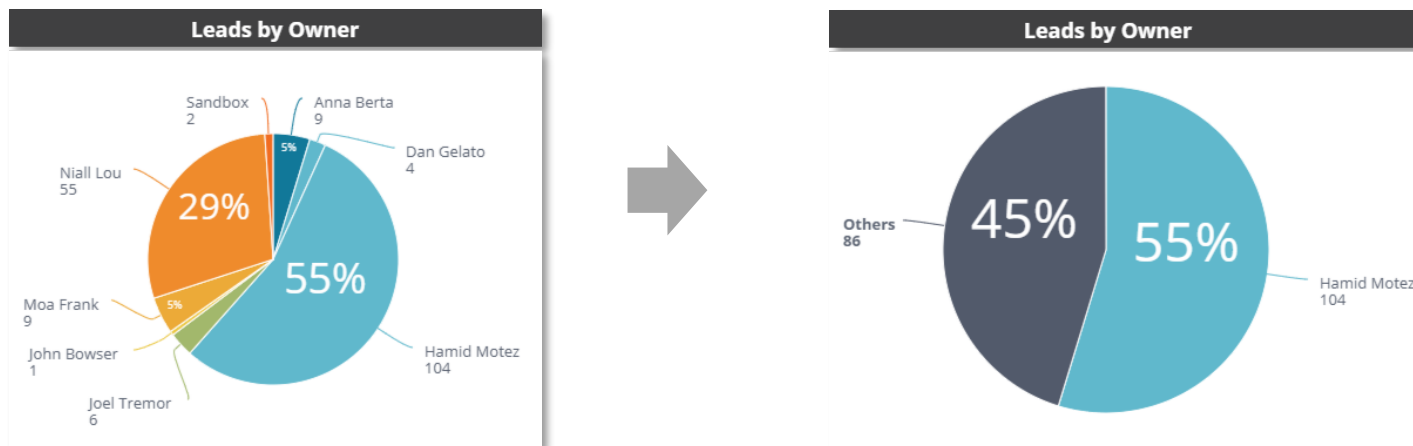 Leads by Owner
Sandbox
2
Anna Berta
9
5%
Dan Gelato
4
Niall Lou
55
29%
55%
Moa Frank
9
5%
John Bowser
1
Hamid Motez
104
Joel Tremor
6
Leads by Owner
Others
86
45%
55%
Hamid Motez
104